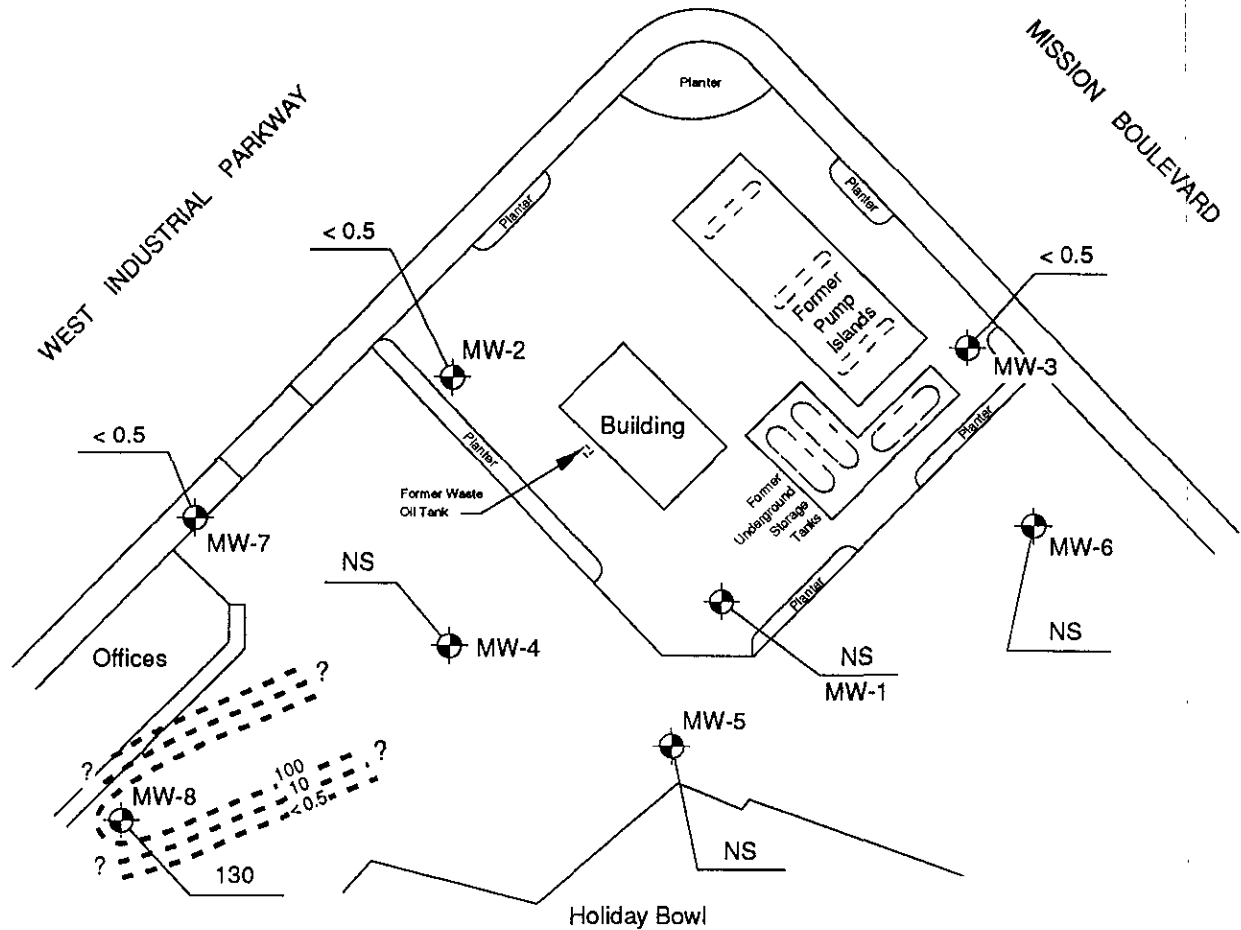 WEST INDUSTRIAL PARKWAY
MISSION BOULEVARD
Planter
Planter
Planter
< 0.5
< 0.5
Former
Pump
Islands
MW-2
MW-3
Building
Planter
< 0.5
Planter
Former Waste
Oil Tank
Former
Underground
Storage
Tanks
MW-7
MW-6
NS
Planter
NS
Offices
MW-4
NS
MW-1
?
MW-5
?
?
100
10
< 0.5
MW-8
?
130
NS
Holiday Bowl